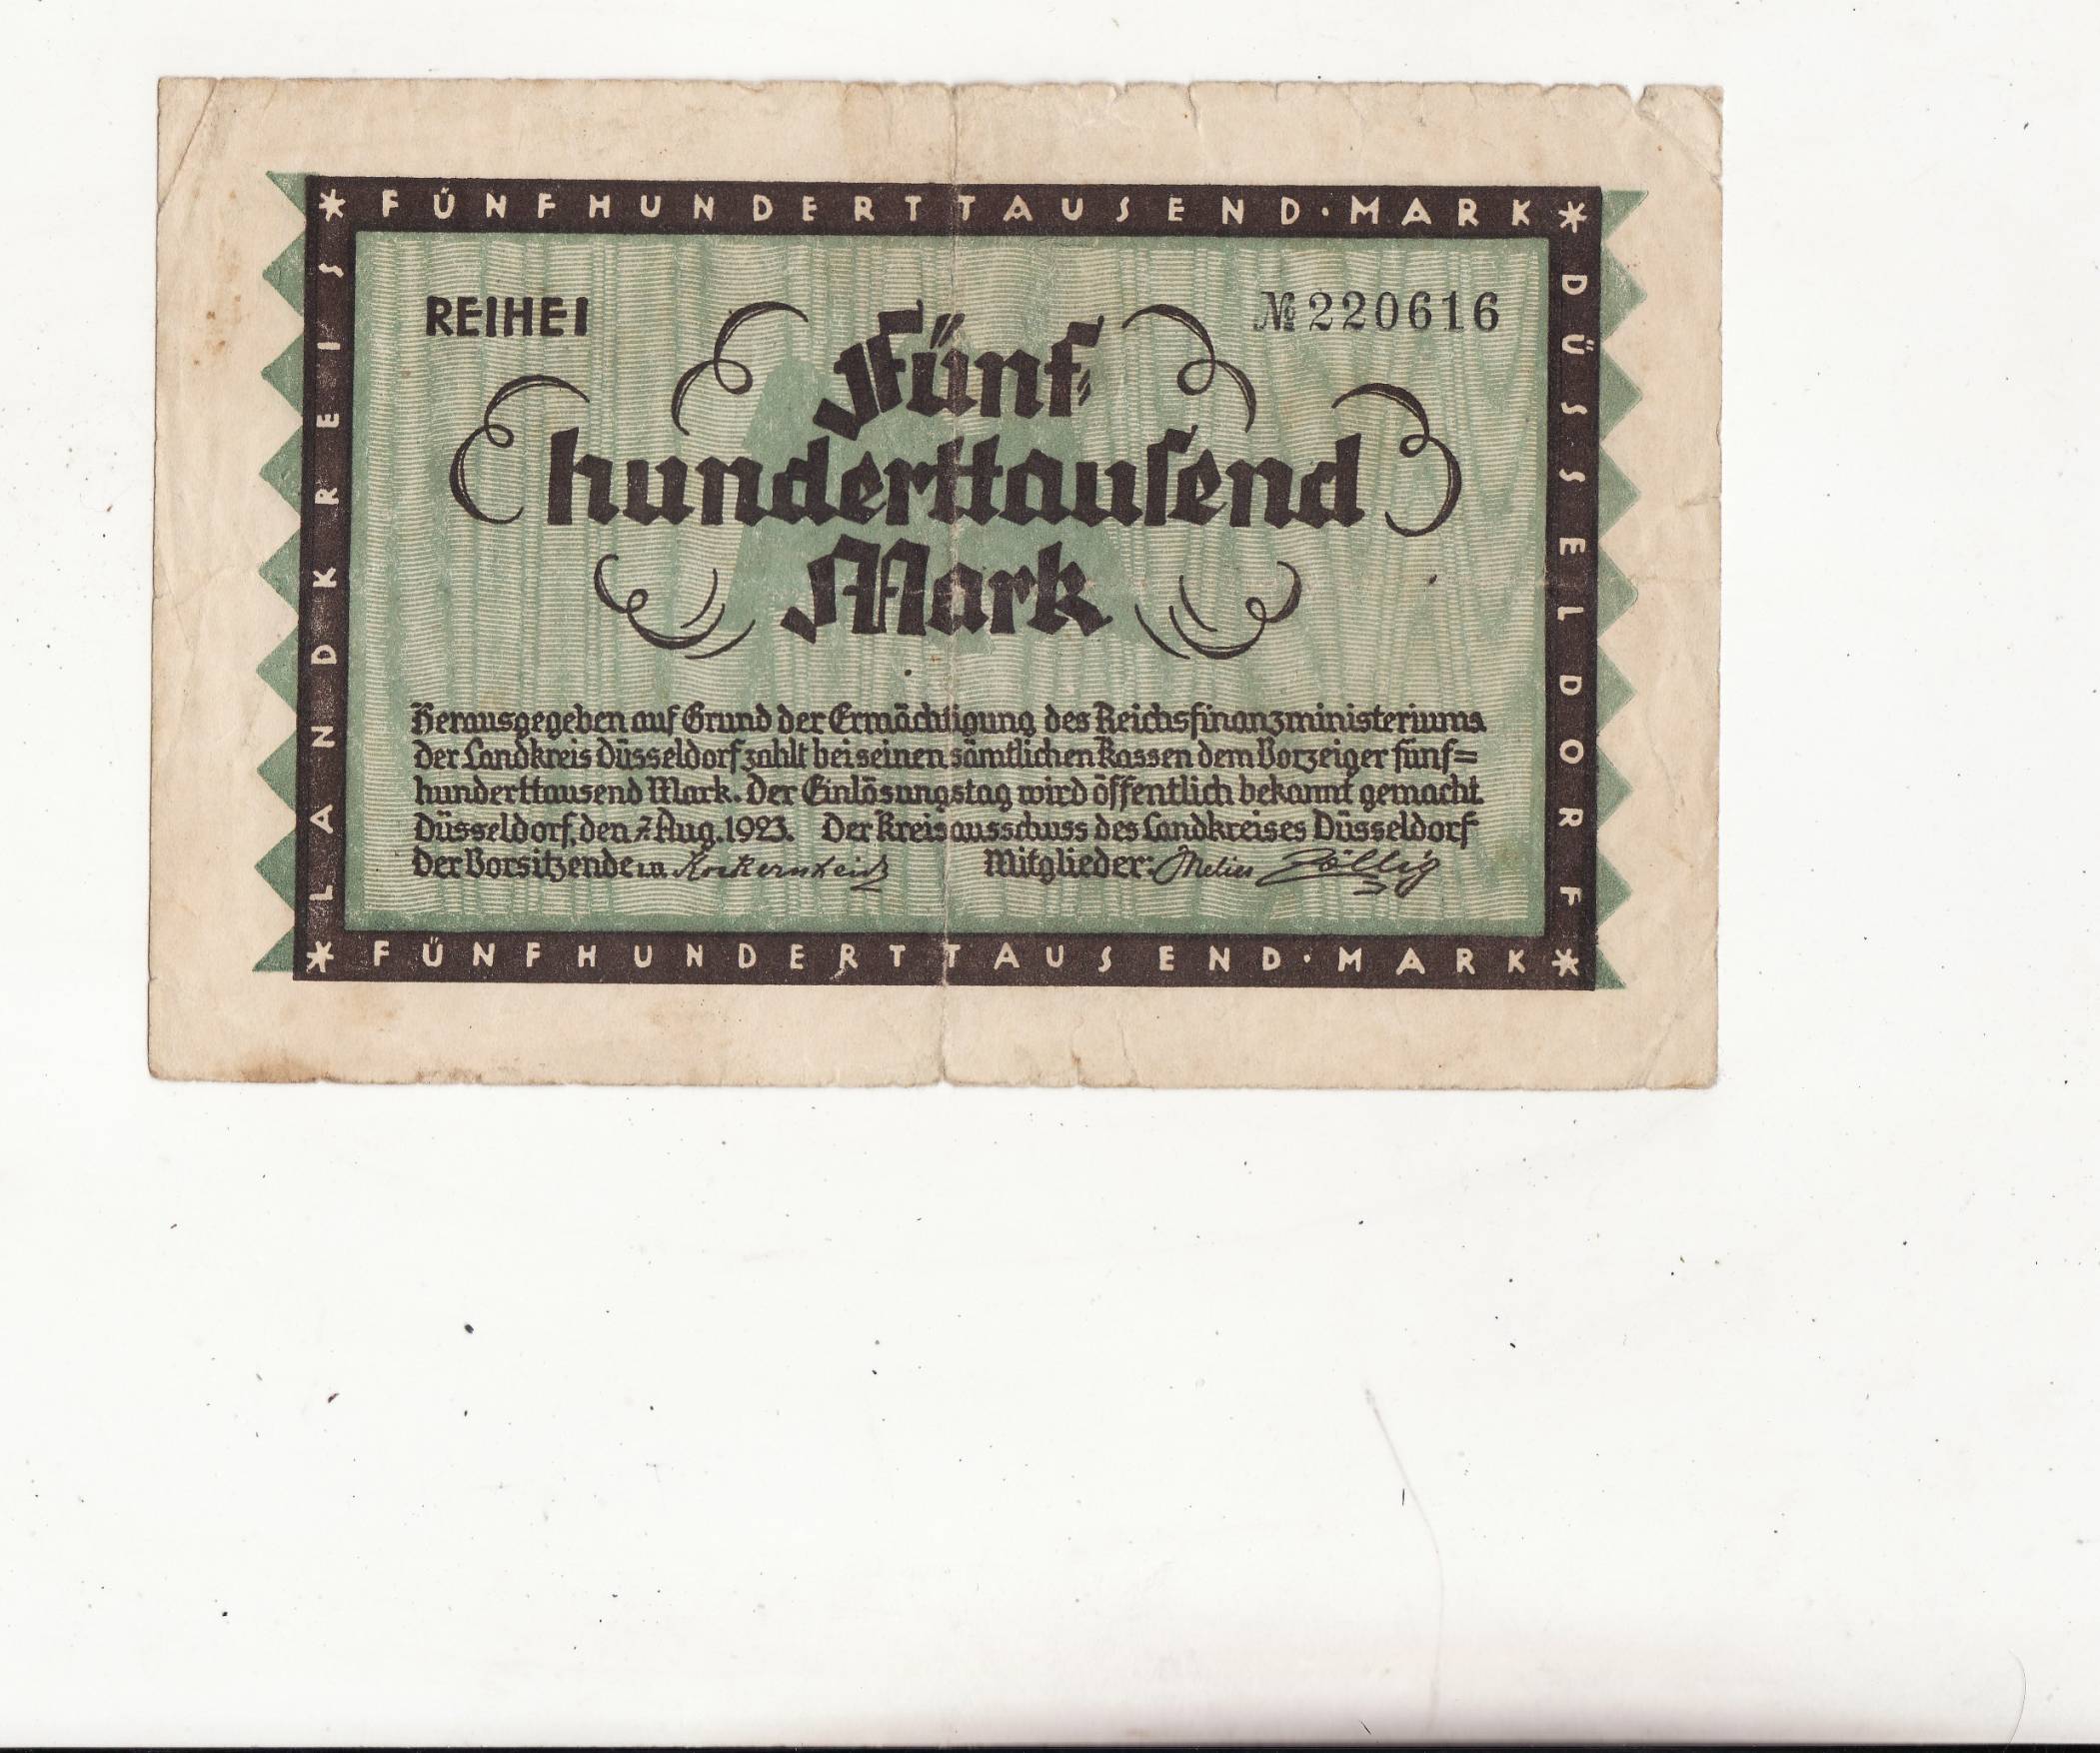 * FÜNFHUNDERTTAUSEND·MARK *
LANDKREIS
DÜSSELDORF
REIHE I
№ 220616
Fünf=
hunderttauſend
Mark
Herausgegeben auf Grund der Ermächtigung des Reichsfinanzministeriums
Der Landkreis Düsseldorf zahlt bei seinen sämtlichen Kassen dem Vorzeiger fünf=
hunderttausend Mark. Der Einlösungstag wird öffentlich bekannt gemacht.
Düsseldorf, den 7. Aug. 1923. Der Kreisausschuss des Landkreises Düsseldorf
Der Vorsitzende i.V. Mitglieder: Zöllig
* FÜNFHUNDERTTAUSEND·MARK *